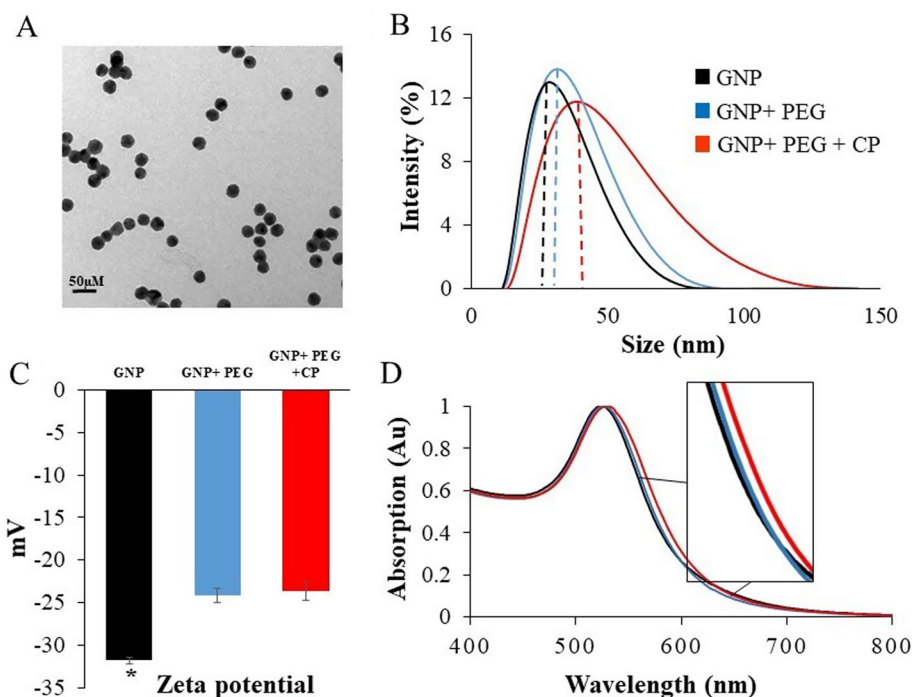 A
50µM
B
16
12
8
4
0
Intensity (%)
GNP
GNP+ PEG
GNP+ PEG + CP
0
50
100
150
Size (nm)
C
GNP
GNP+ PEG
GNP+ PEG
+CP
0
-5
-10
-15
-20
-25
-30
-35
mV
*
Zeta potential
D
1
0.8
0.6
0.4
0.2
0
Absorption (Au)
400
500
600
700
800
Wavelength (nm)